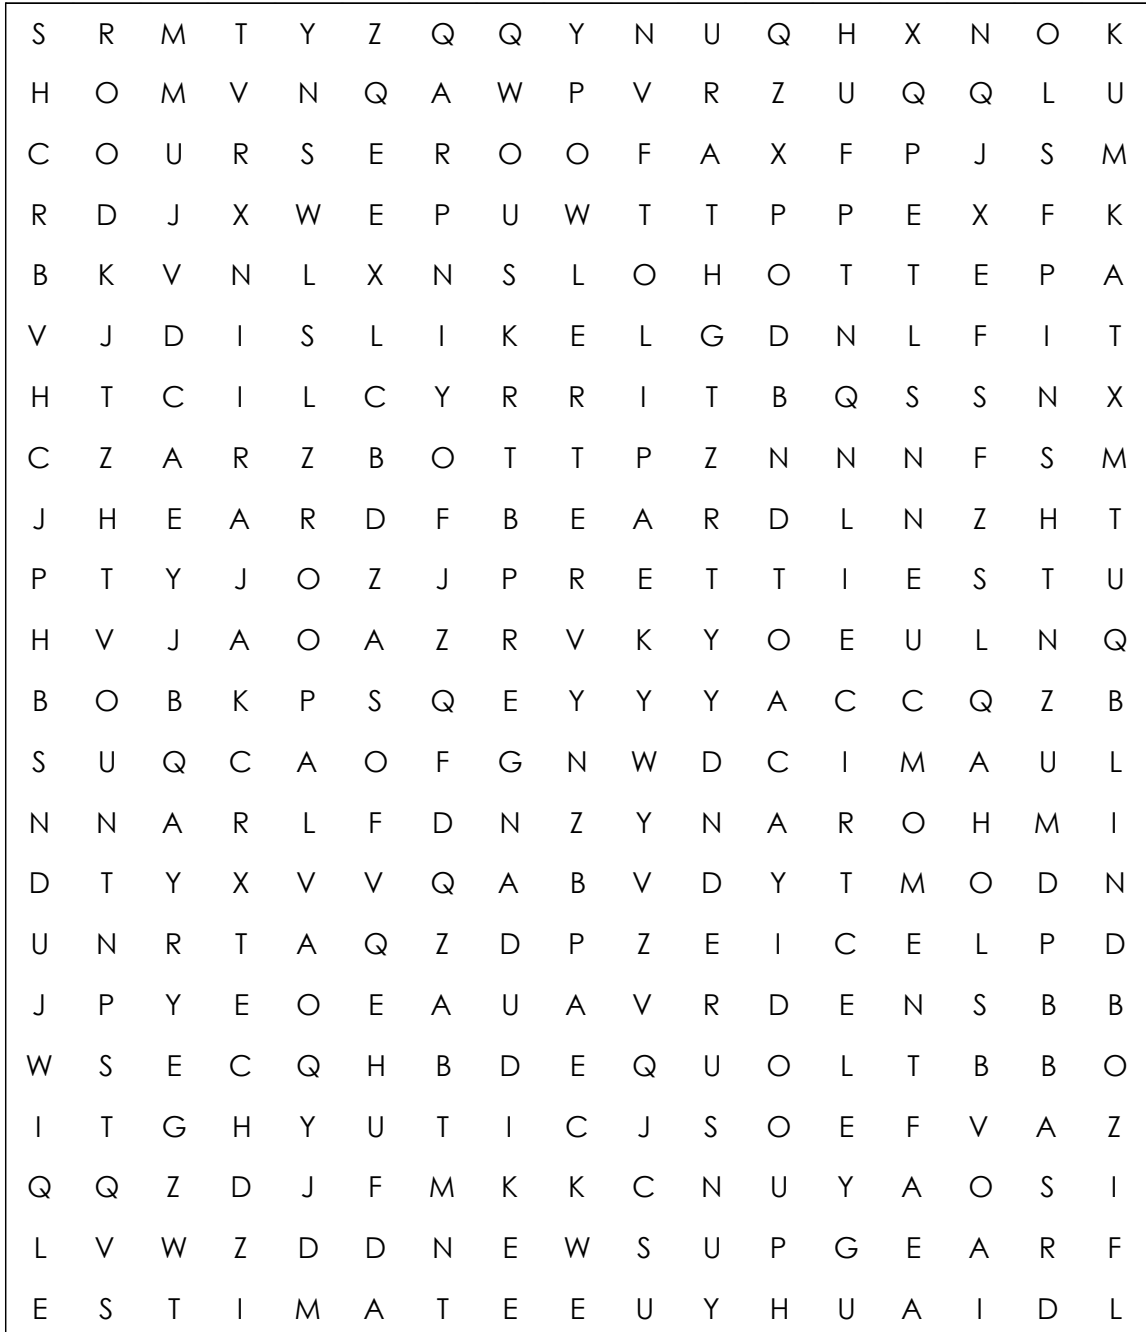 S R M T Y Z Q Q Y N U Q H X N O K
H O M V N Q A W P V R Z U Q Q L U
C O U R S E R O O F A X F P J S M
R D J X W E P U W T T P P E X F K
B K V N L X N S L O H O T T E P A
V J D I S L I K E L G D N L F I T
H T C I L C Y R R I T B Q S S N X
C Z A R Z B O T T P Z N N N F S M
J H E A R D F B E A R D L N Z H T
P T Y J O Z J P R E T T I E S T U
H V J A O A Z R V K Y O E U L N Q
B O B K P S Q E Y Y Y A C C Q Z B
S U Q C A O F G N W D C I M A U L
N N A R L F D N Z Y N A R O H M I
D T Y X V V Q A B V D Y T M O D N
U N R T A Q Z D P Z E I C E L P D
J P Y E O E A U A V R D E N S B B
W S E C Q H B D E Q U O L T B B O
I T G H Y U T I C J S O E F V A Z
Q Q Z D J F M K K C N U Y A O S I
L V W Z D D N E W S U P G E A R F
E S T I M A T E E U Y H U A I D L